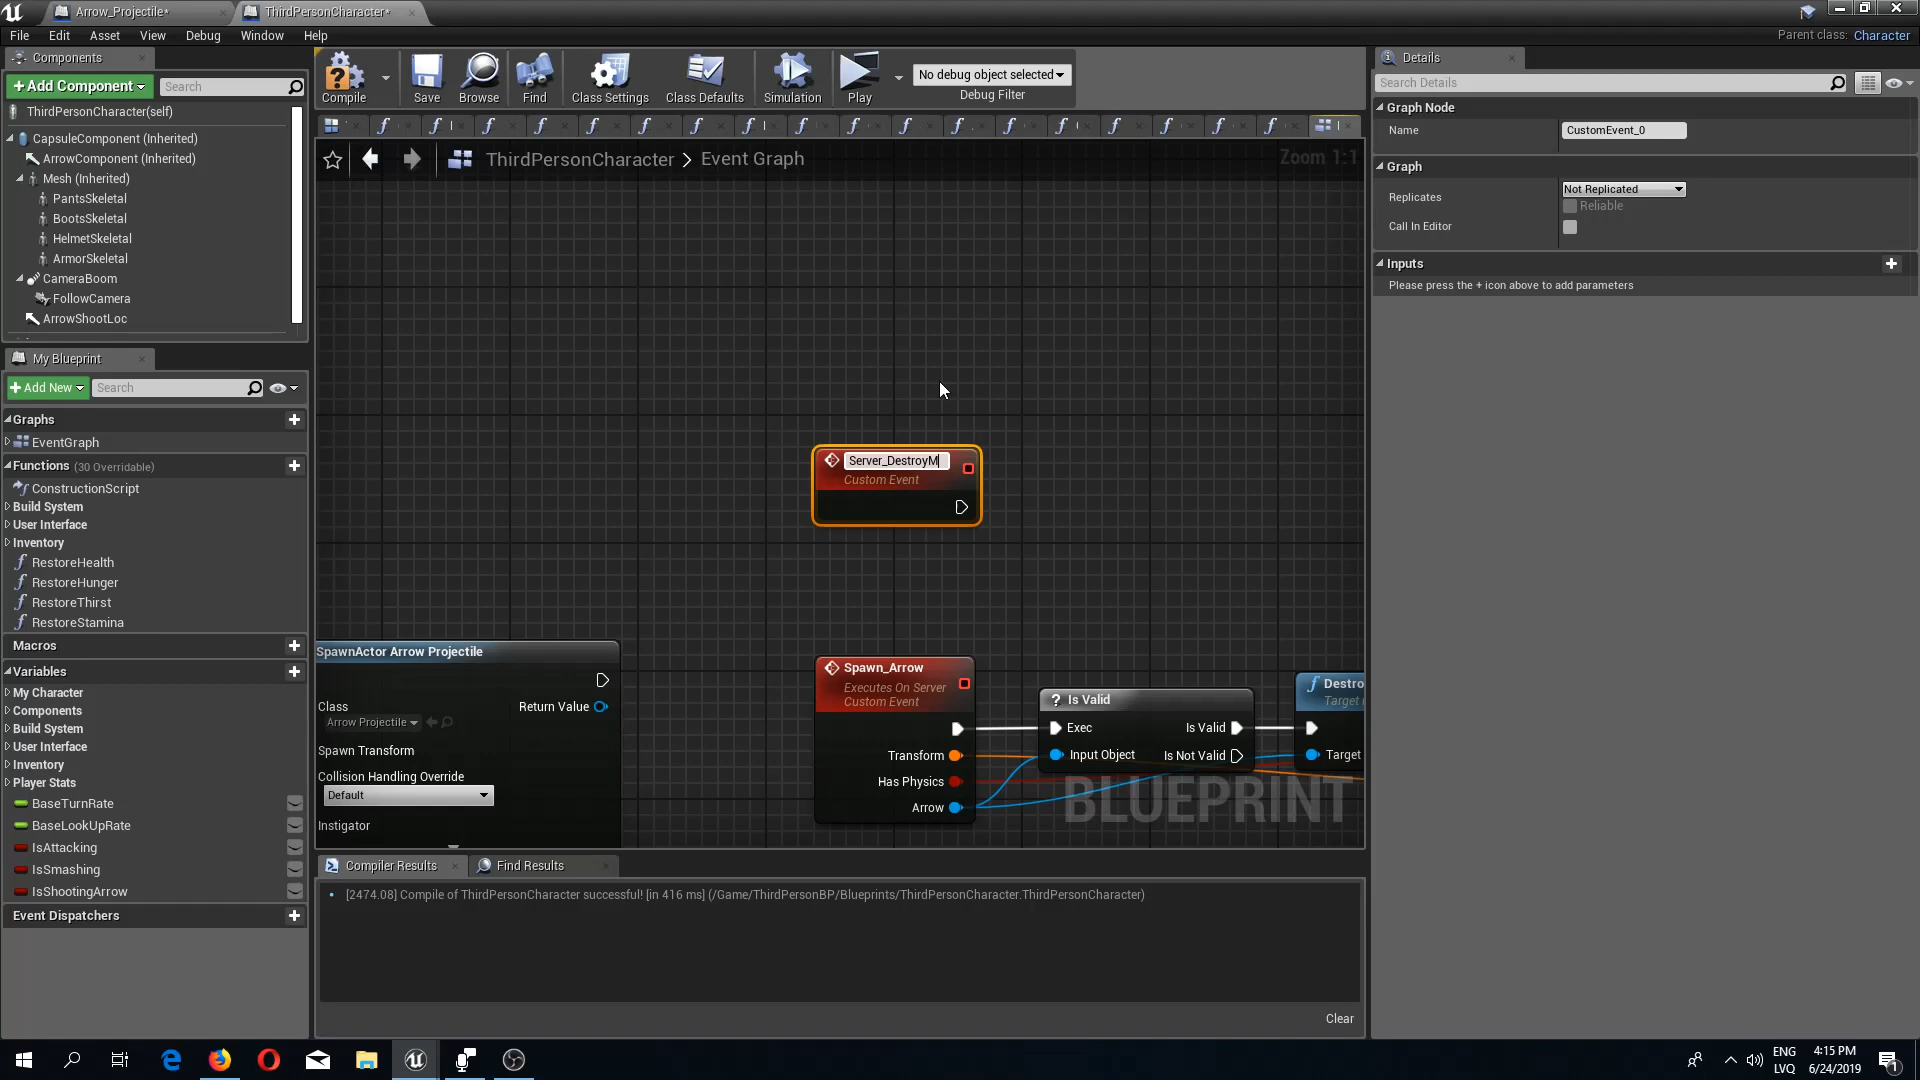 Arrow_Projectile*
ThirdPersonCharacter*
File Edit Asset View Debug Window Help
Parent class: Character
Components
+Add Component
Search
ThirdPersonCharacter(self)
CapsuleComponent (Inherited)
ArrowComponent (Inherited)
Mesh (Inherited)
PantsSkeletal
BootsSkeletal
HelmetSkeletal
ArmorSkeletal
CameraBoom
FollowCamera
ArrowShootLoc
My Blueprint
+Add New
Search
Graphs
EventGraph
Functions (30 Overridable)
ConstructionScript
Build System
User Interface
Inventory
RestoreHealth
RestoreHunger
RestoreThirst
RestoreStamina
Macros
Variables
My Character
Components
Build System
User Interface
Inventory
Player Stats
BaseTurnRate
BaseLookUpRate
IsAttacking
IsSmashing
IsShootingArrow
Event Dispatchers
Compile
Save
Browse
Find
Class Settings
Class Defaults
Simulation
Play
No debug object selected
Debug Filter
ThirdPersonCharacter > Event Graph
Zoom 1:1
Server_DestroyM
Custom Event
SpawnActor Arrow Projectile
Class
Arrow Projectile
Return Value
Spawn Transform
Collision Handling Override
Default
Instigator
Spawn_Arrow
Executes On Server
Custom Event
Transform
Has Physics
Arrow
? Is Valid
Exec
Is Valid
Input Object
Is Not Valid
Destro
Target
Target
BLUEPRINT
Compiler Results
Find Results
[2474.08] Compile of ThirdPersonCharacter successful! [in 416 ms] (/Game/ThirdPersonBP/Blueprints/ThirdPersonCharacter.ThirdPersonCharacter)
Clear
Details
Search Details
Graph Node
Name
CustomEvent_0
Graph
Replicates
Not Replicated
Reliable
Call In Editor
Inputs
Please press the + icon above to add parameters
ENG
LVQ
4:15 PM
6/24/2019
1